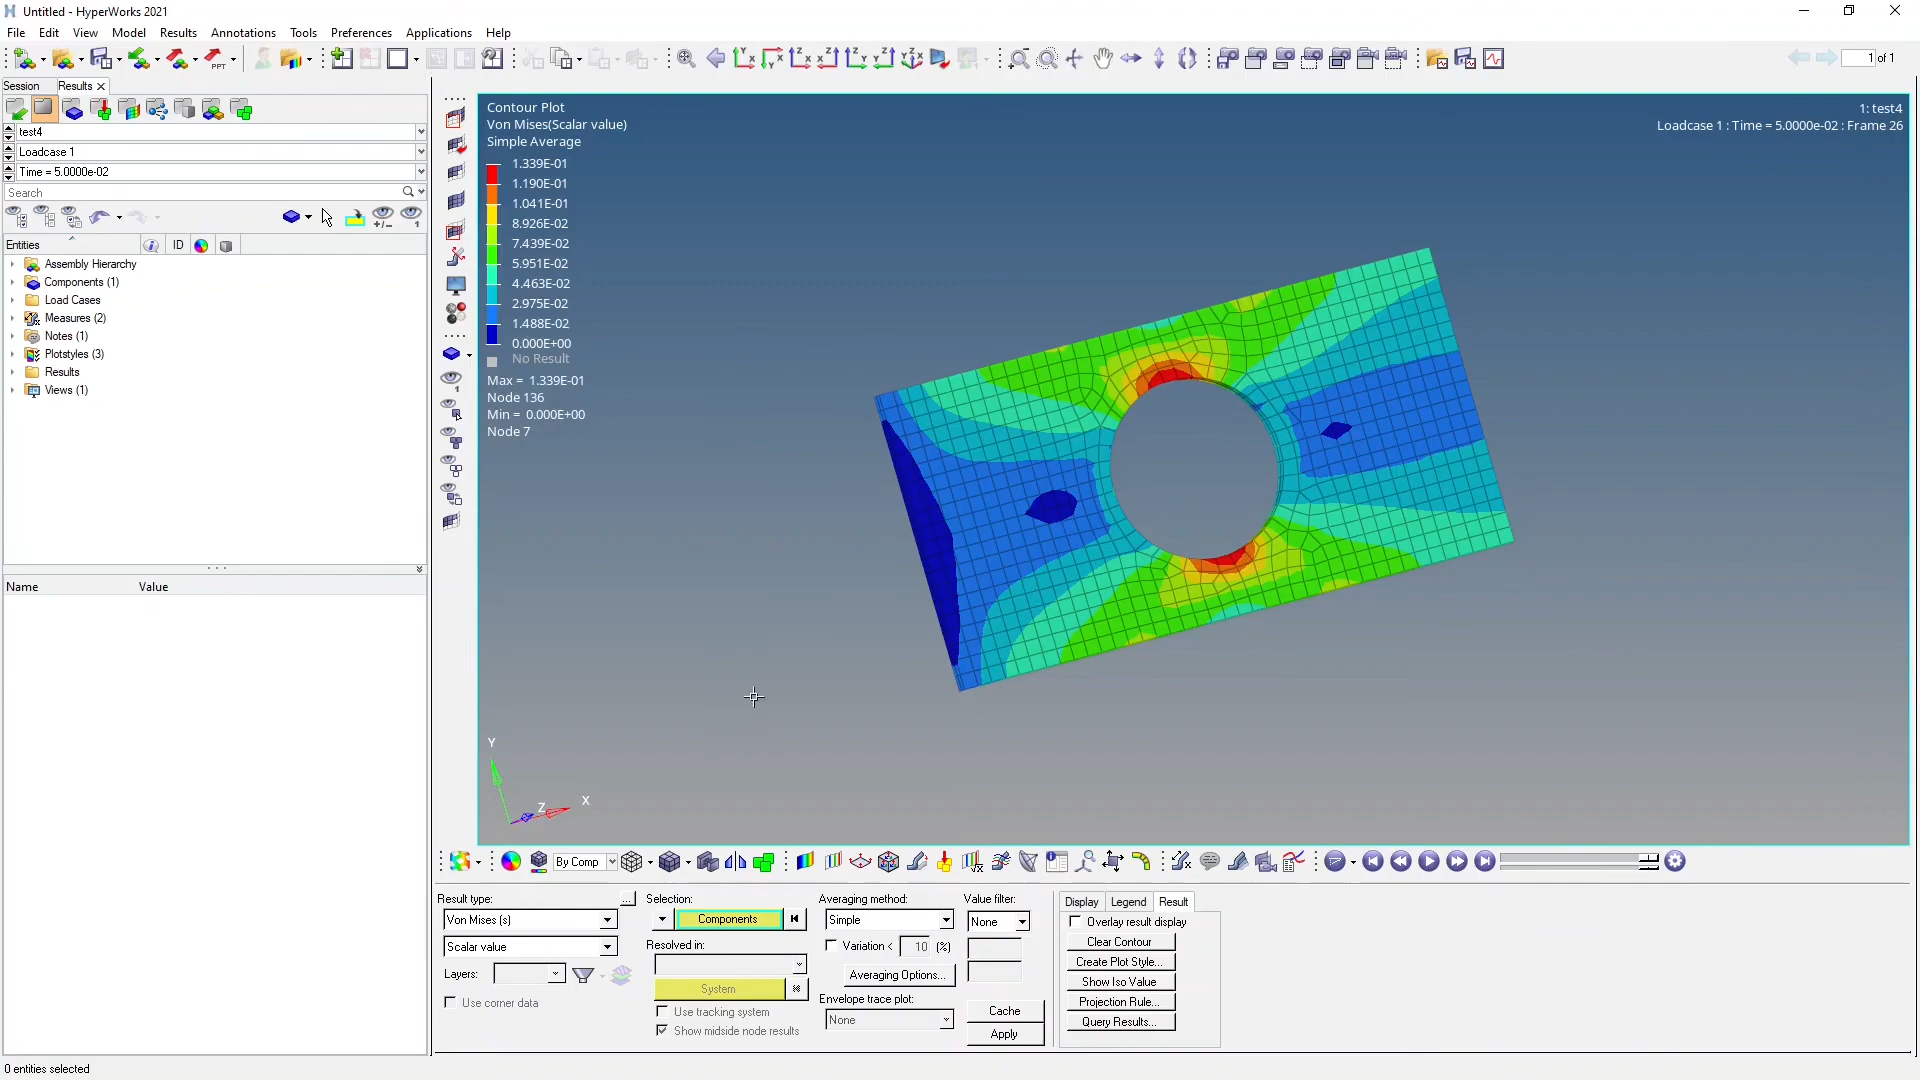 Untitled - HyperWorks 2021
File Edit View Model Results Annotations Tools Preferences Applications Help
PPT
1 of 1
Session Results
test4
Loadcase 1
Time = 5.0000e-02
Search
Entities ID
Assembly Hierarchy
Components (1)
Load Cases
Measures (2)
Notes (1)
Plotstyles (3)
Results
Views (1)
Name Value
Contour Plot
Von Mises(Scalar value)
Simple Average
1.339E-01
1.190E-01
1.041E-01
8.926E-02
7.439E-02
5.951E-02
4.463E-02
2.975E-02
1.488E-02
0.000E+00
No Result
Max = 1.339E-01
Node 136
Min = 0.000E+00
Node 7
1: test4
Loadcase 1 : Time = 5.0000e-02 : Frame 26
Y
Z
X
By Comp
Result type:
...
Von Mises (s)
Scalar value
Layers:
Use corner data
Selection:
Components
Resolved in:
System
Use tracking system
Show midside node results
Averaging method:
Simple
Variation < 10 (%)
Averaging Options...
Envelope trace plot:
None
Value filter:
None
Cache
Apply
Display Legend Result
Overlay result display
Clear Contour
Create Plot Style...
Show Iso Value
Projection Rule...
Query Results...
0 entities selected